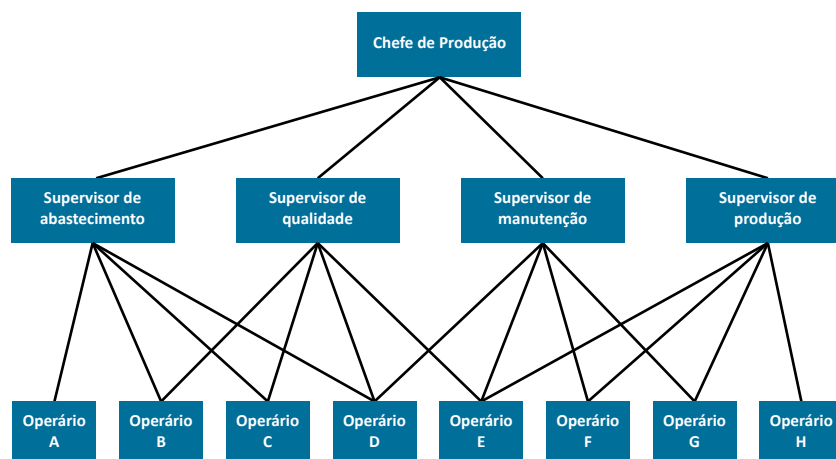 Chefe de Produção
Supervisor de
abastecimento
Supervisor de
qualidade
Supervisor de
manutenção
Supervisor de
produção
Operário
A
Operário
B
Operário
C
Operário
D
Operário
E
Operário
F
Operário
G
Operário
H